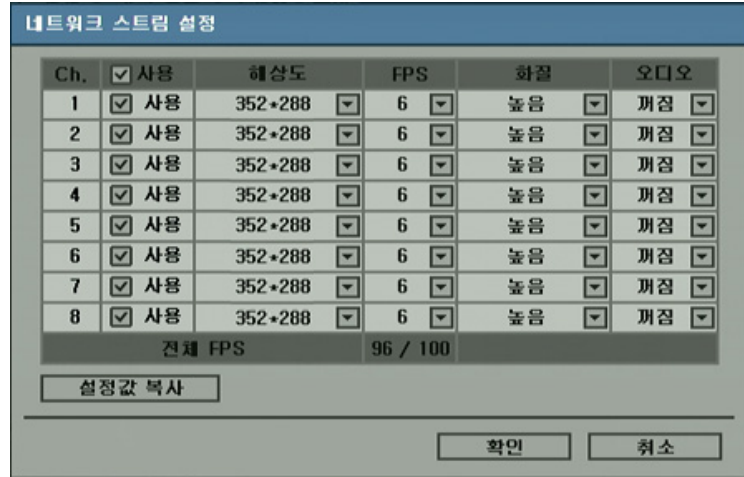 네트워크 스트림 설정
Ch. 사용 해상도 FPS 화질 오디오
1 사용 352*288 6 높음 꺼짐
2 사용 352*288 6 높음 꺼짐
3 사용 352*288 6 높음 꺼짐
4 사용 352*288 6 높음 꺼짐
5 사용 352*288 6 높음 꺼짐
6 사용 352*288 6 높음 꺼짐
7 사용 352*288 6 높음 꺼짐
8 사용 352*288 6 높음 꺼짐
전체 FPS 96 / 100
설정값 복사
확인 취소